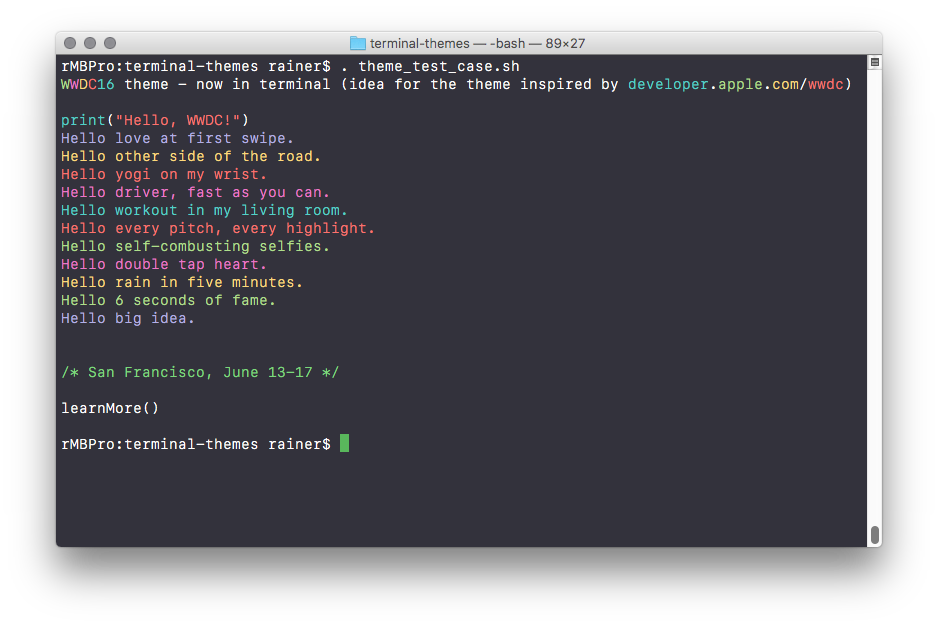 terminal-themes — -bash — 89×27
rMBPro:terminal-themes rainer$ . theme_test_case.sh
WWDC16 theme – now in terminal (idea for the theme inspired by developer.apple.com/wwdc)
print("Hello, WWDC!")
Hello love at first swipe.
Hello other side of the road.
Hello yogi on my wrist.
Hello driver, fast as you can.
Hello workout in my living room.
Hello every pitch, every highlight.
Hello self-combusting selfies.
Hello double tap heart.
Hello rain in five minutes.
Hello 6 seconds of fame.
Hello big idea.
/* San Francisco, June 13–17 */
learnMore()
rMBPro:terminal-themes rainer$